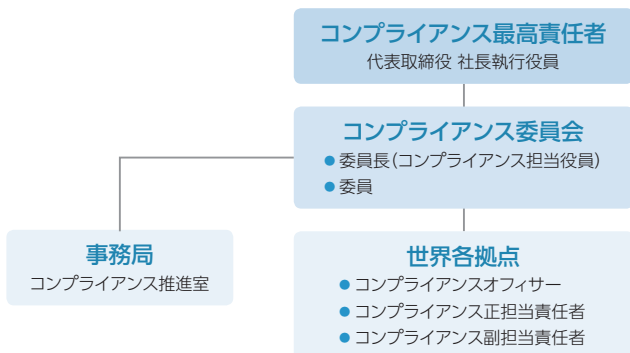 コンプライアンス最高責任者
代表取締役 社長執行役員
コンプライアンス委員会
● 委員長(コンプライアンス担当役員)
● 委員
事務局
コンプライアンス推進室
世界各拠点
● コンプライアンスオフィサー
● コンプライアンス正担当責任者
● コンプライアンス副担当責任者